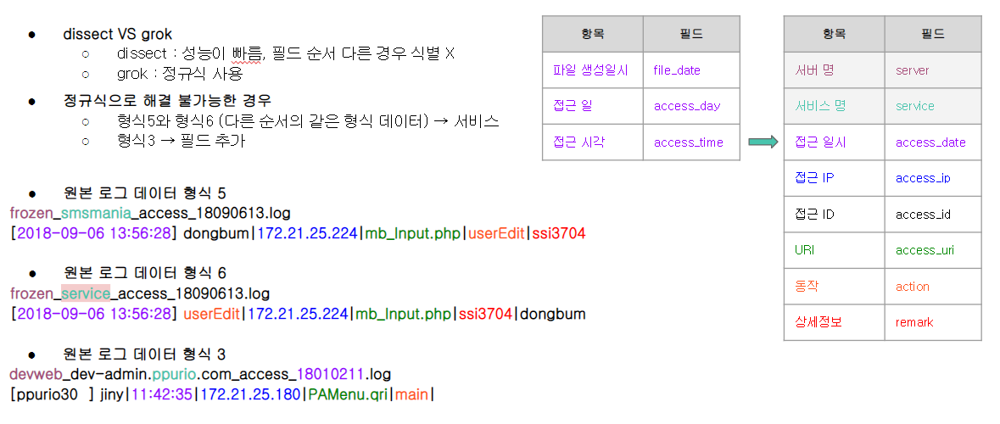 ● dissect VS grok
○ dissect : 성능이 빠름, 필드 순서 다른 경우 식별 X
○ grok : 정규식 사용
● 정규식으로 해결 불가능한 경우
○ 형식5와 형식6 (다른 순서의 같은 형식 데이터) → 서비스
○ 형식3 → 필드 추가
● 원본 로그 데이터 형식 5
frozen_smsmania_access_18090613.log
[2018-09-06 13:56:28] dongbum|172.21.25.224|mb_Input.php|userEdit|ssi3704
● 원본 로그 데이터 형식 6
frozen_service_access_18090613.log
[2018-09-06 13:56:28] userEdit|172.21.25.224|mb_Input.php|ssi3704|dongbum
● 원본 로그 데이터 형식 3
devweb_dev-admin.ppurio.com_access_18010211.log
[ppurio30 ] jiny|11:42:35|172.21.25.180|PAMenu.qri|main|
항목 필드
파일 생성일시 file_date
접근 일 access_day
접근 시각 access_time
항목 필드
서버 명 server
서비스 명 service
접근 일시 access_date
접근 IP access_ip
접근 ID access_id
URI access_uri
동작 action
상세정보 remark